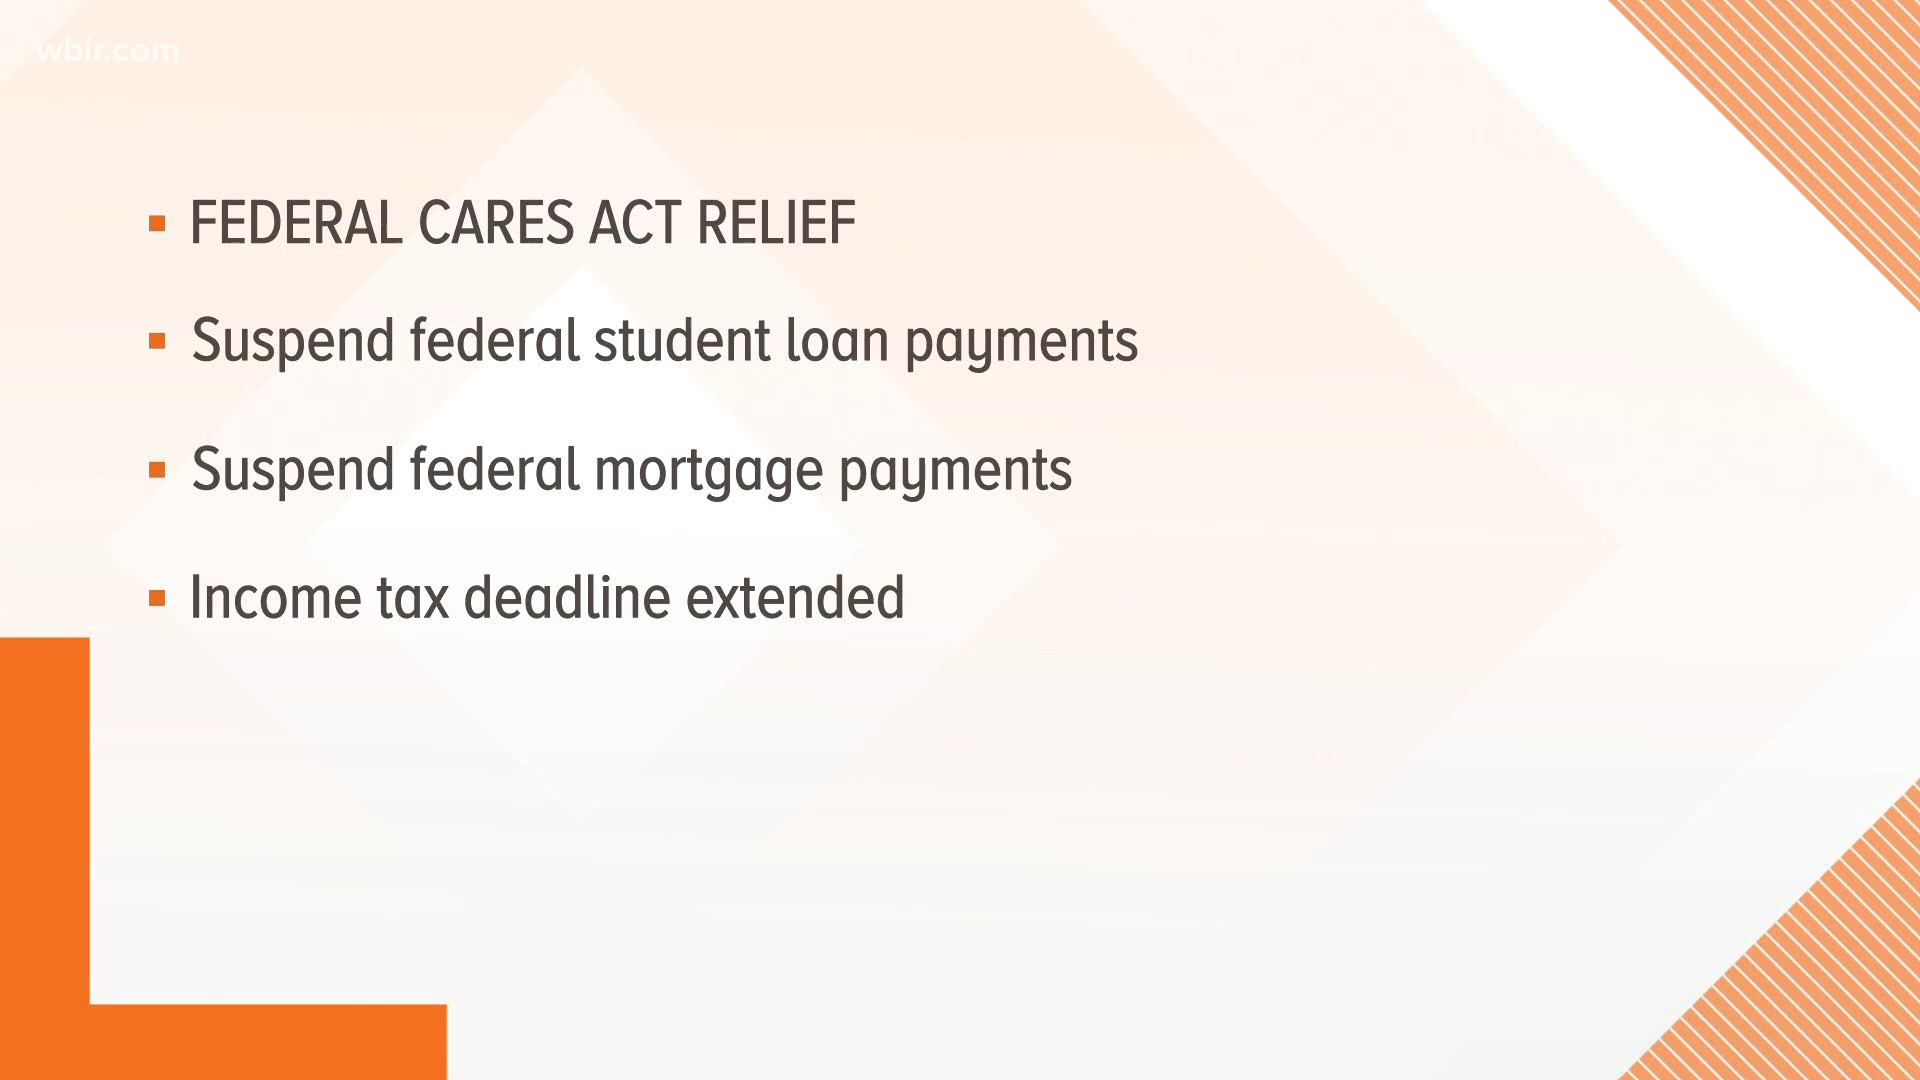 wbir.com
FEDERAL CARES ACT RELIEF
Suspend federal student loan payments
Suspend federal mortgage payments
Income tax deadline extended